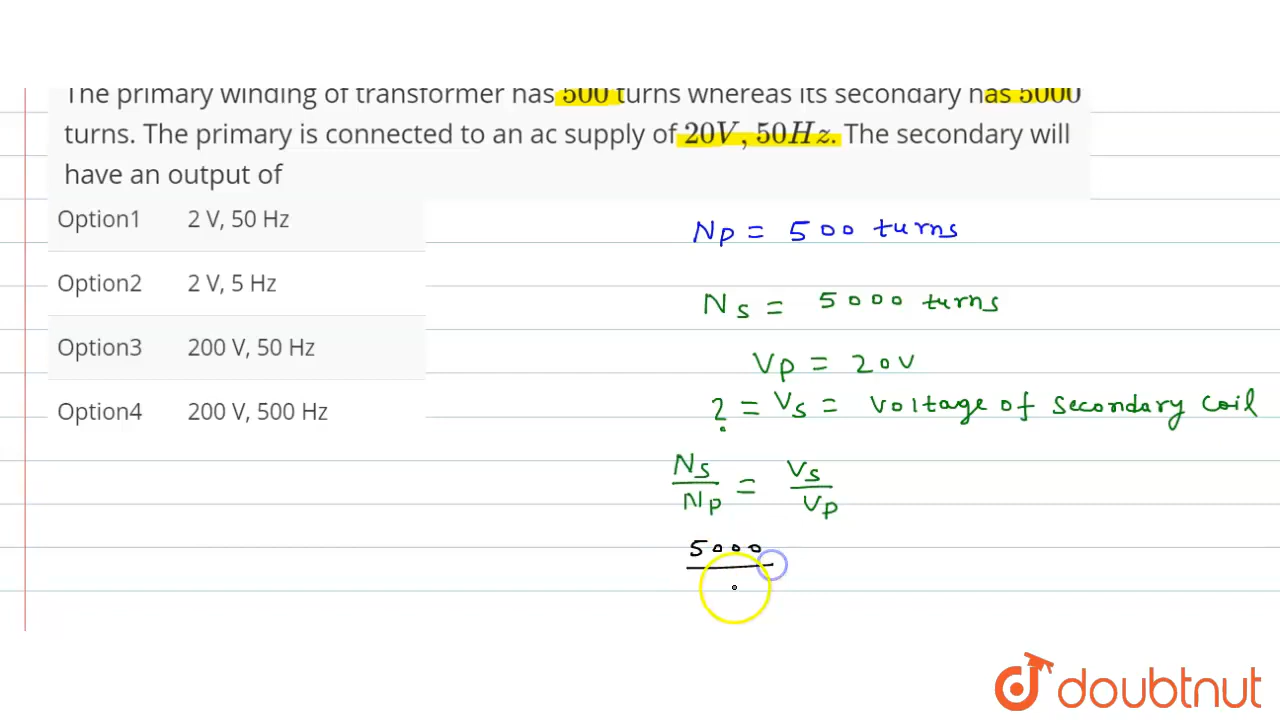 The primary winding of transformer has 500 turns whereas its secondary has 5000
turns. The primary is connected to an ac supply of 20V, 50Hz. The secondary will
have an output of
Option1 2 V, 50 Hz
Option2 2 V, 5 Hz
Option3 200 V, 50 Hz
Option4 200 V, 500 Hz
Np = 500 turns
Ns = 5000 turns
Vp = 20V
? = Vs = Voltage of Secondary coil
Ns/Np = Vs/Vp
5000
doubtnut